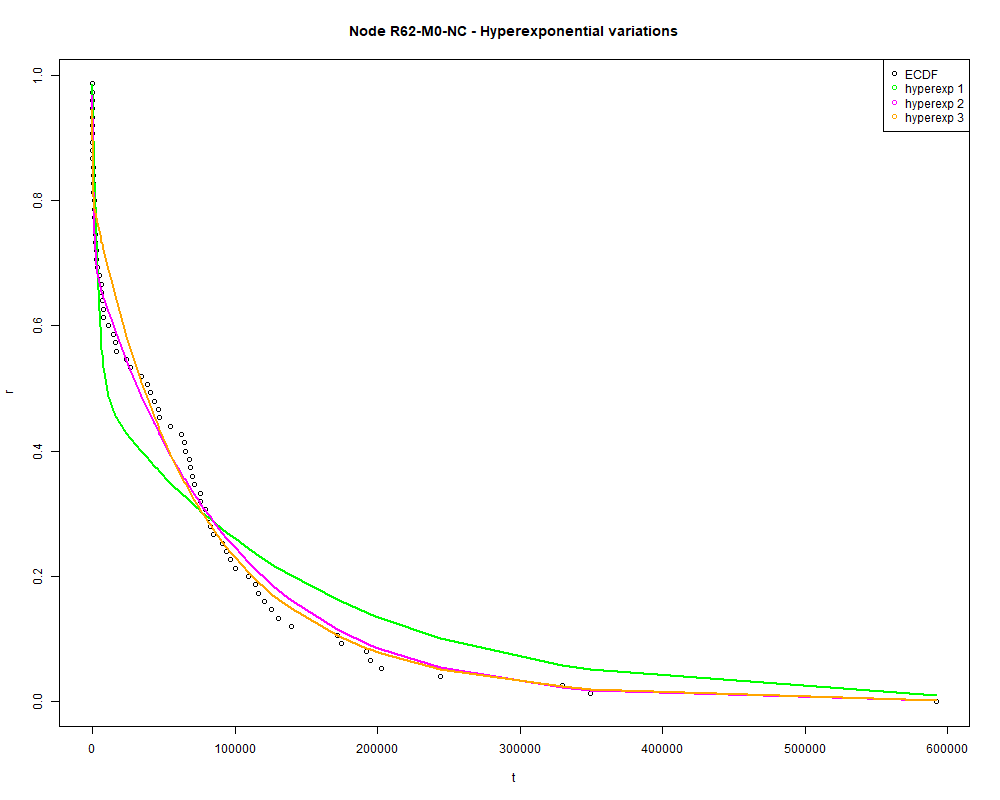 Node R62-M0-NC - Hyperexponential variations
ECDF
hyperexp 1
hyperexp 2
hyperexp 3
1.0
0.8
0.6
0.4
0.2
0.0
r
0 100000 200000 300000 400000 500000 600000
t